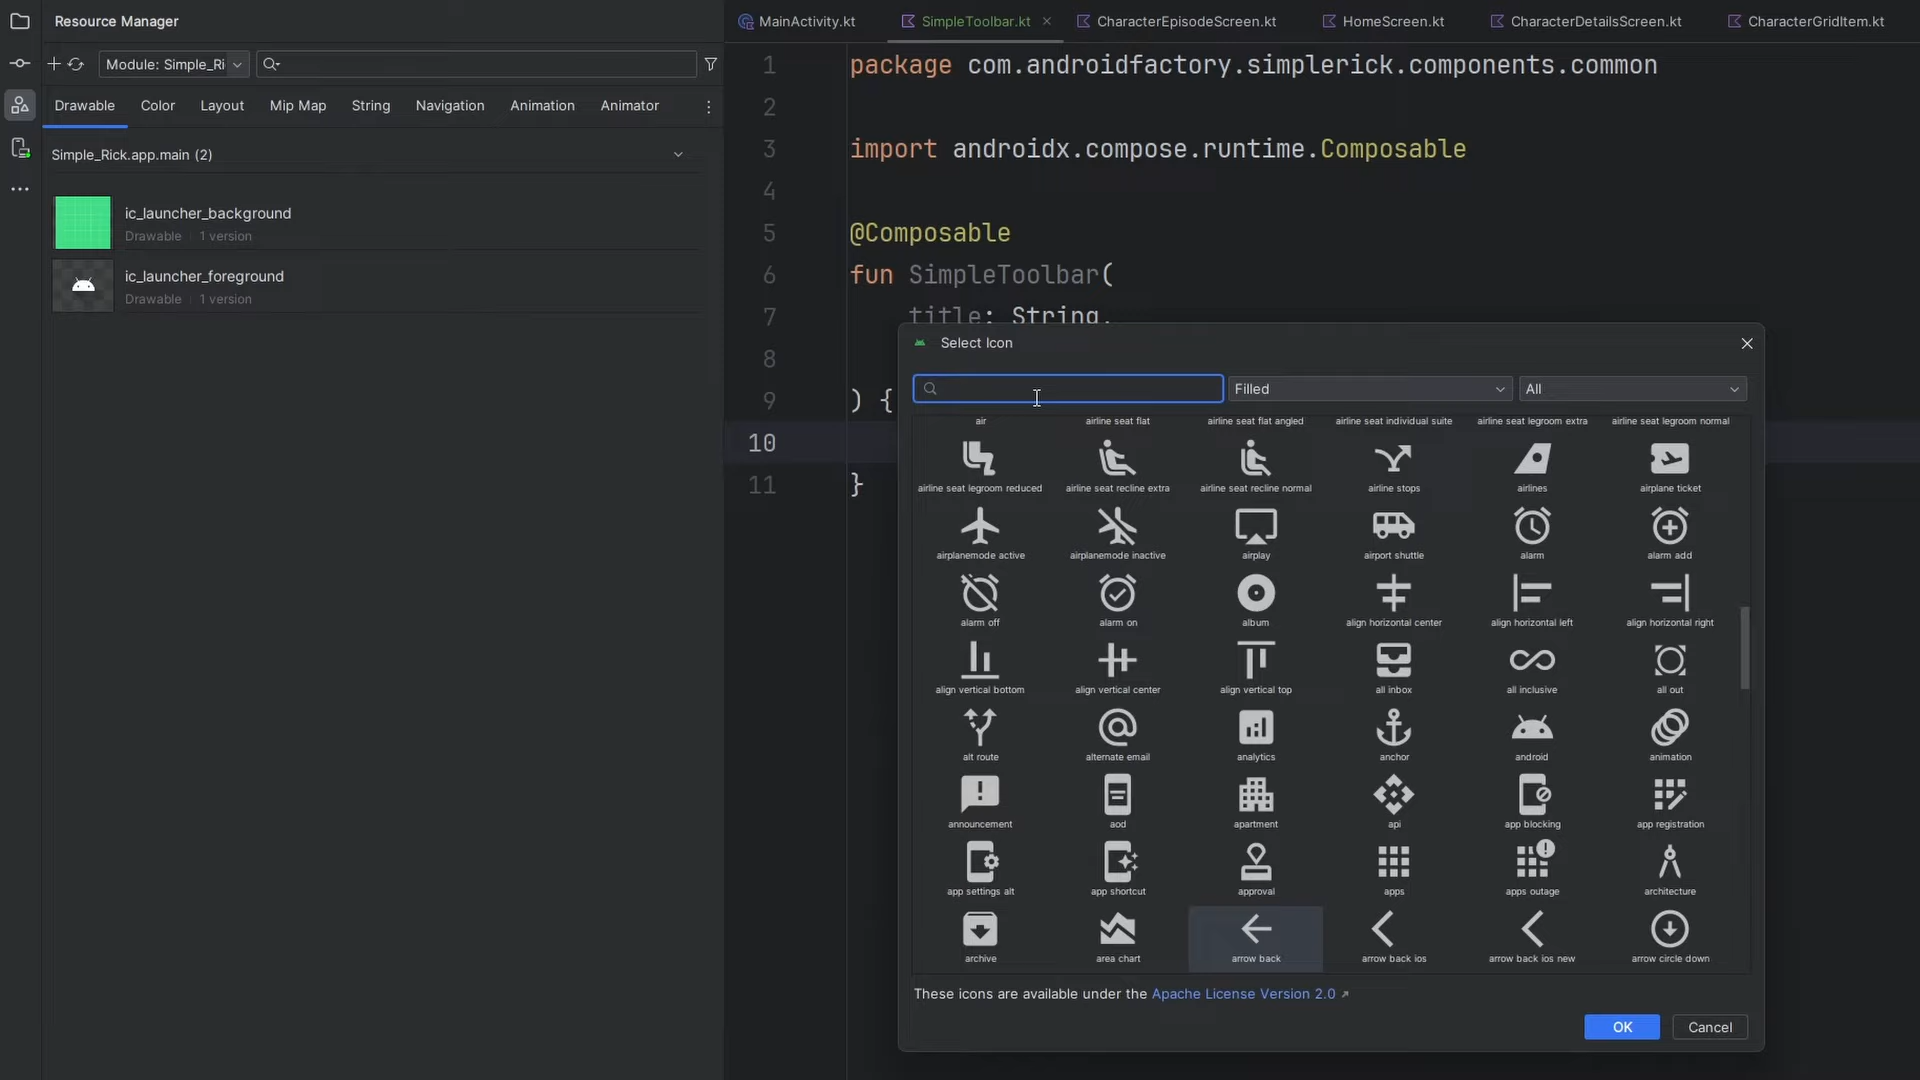 Resource Manager
MainActivity.kt
SimpleToolbar.kt
CharacterEpisodeScreen.kt
HomeScreen.kt
CharacterDetailsScreen.kt
CharacterGridItem.kt
Module: Simple_Ri
Drawable
Color
Layout
Mip Map
String
Navigation
Animation
Animator
Simple_Rick.app.main (2)
ic_launcher_background
Drawable | 1 version
ic_launcher_foreground
Drawable | 1 version
1 package com.androidfactory.simplerick.components.common
2
3 import androidx.compose.runtime.Composable
4
5 @Composable
6 fun SimpleToolbar(
7 title: String,
8
9 ) {
10
11 }
Select Icon
Filled
All
air
airline seat flat
airline seat flat angled
airline seat individual suite
airline seat legroom extra
airline seat legroom normal
airline seat legroom reduced
airline seat recline extra
airline seat recline normal
airline stops
airlines
airplane ticket
airplanemode active
airplanemode inactive
airplay
airport shuttle
alarm
alarm add
alarm off
alarm on
album
align horizontal center
align horizontal left
align horizontal right
align vertical bottom
align vertical center
align vertical top
all inbox
all inclusive
all out
alt route
alternate email
analytics
anchor
android
animation
announcement
aod
apartment
api
app blocking
app registration
app settings alt
app shortcut
approval
apps
apps outage
architecture
archive
area chart
arrow back
arrow back ios
arrow back ios new
arrow circle down
These icons are available under the Apache License Version 2.0 ↗
OK
Cancel